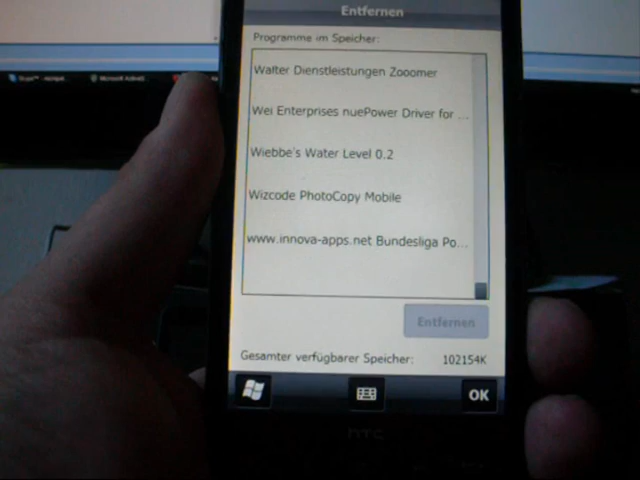 Entfernen
Programme im Speicher:
Walter Dienstleistungen Zooomer
Wei Enterprises nuePower Driver for ...
Wiebbe's Water Level 0.2
Wizcode PhotoCopy Mobile
www.innova-apps.net Bundesliga Po...
Entfernen
Gesamter verfügbarer Speicher: 102154K
OK
hTC